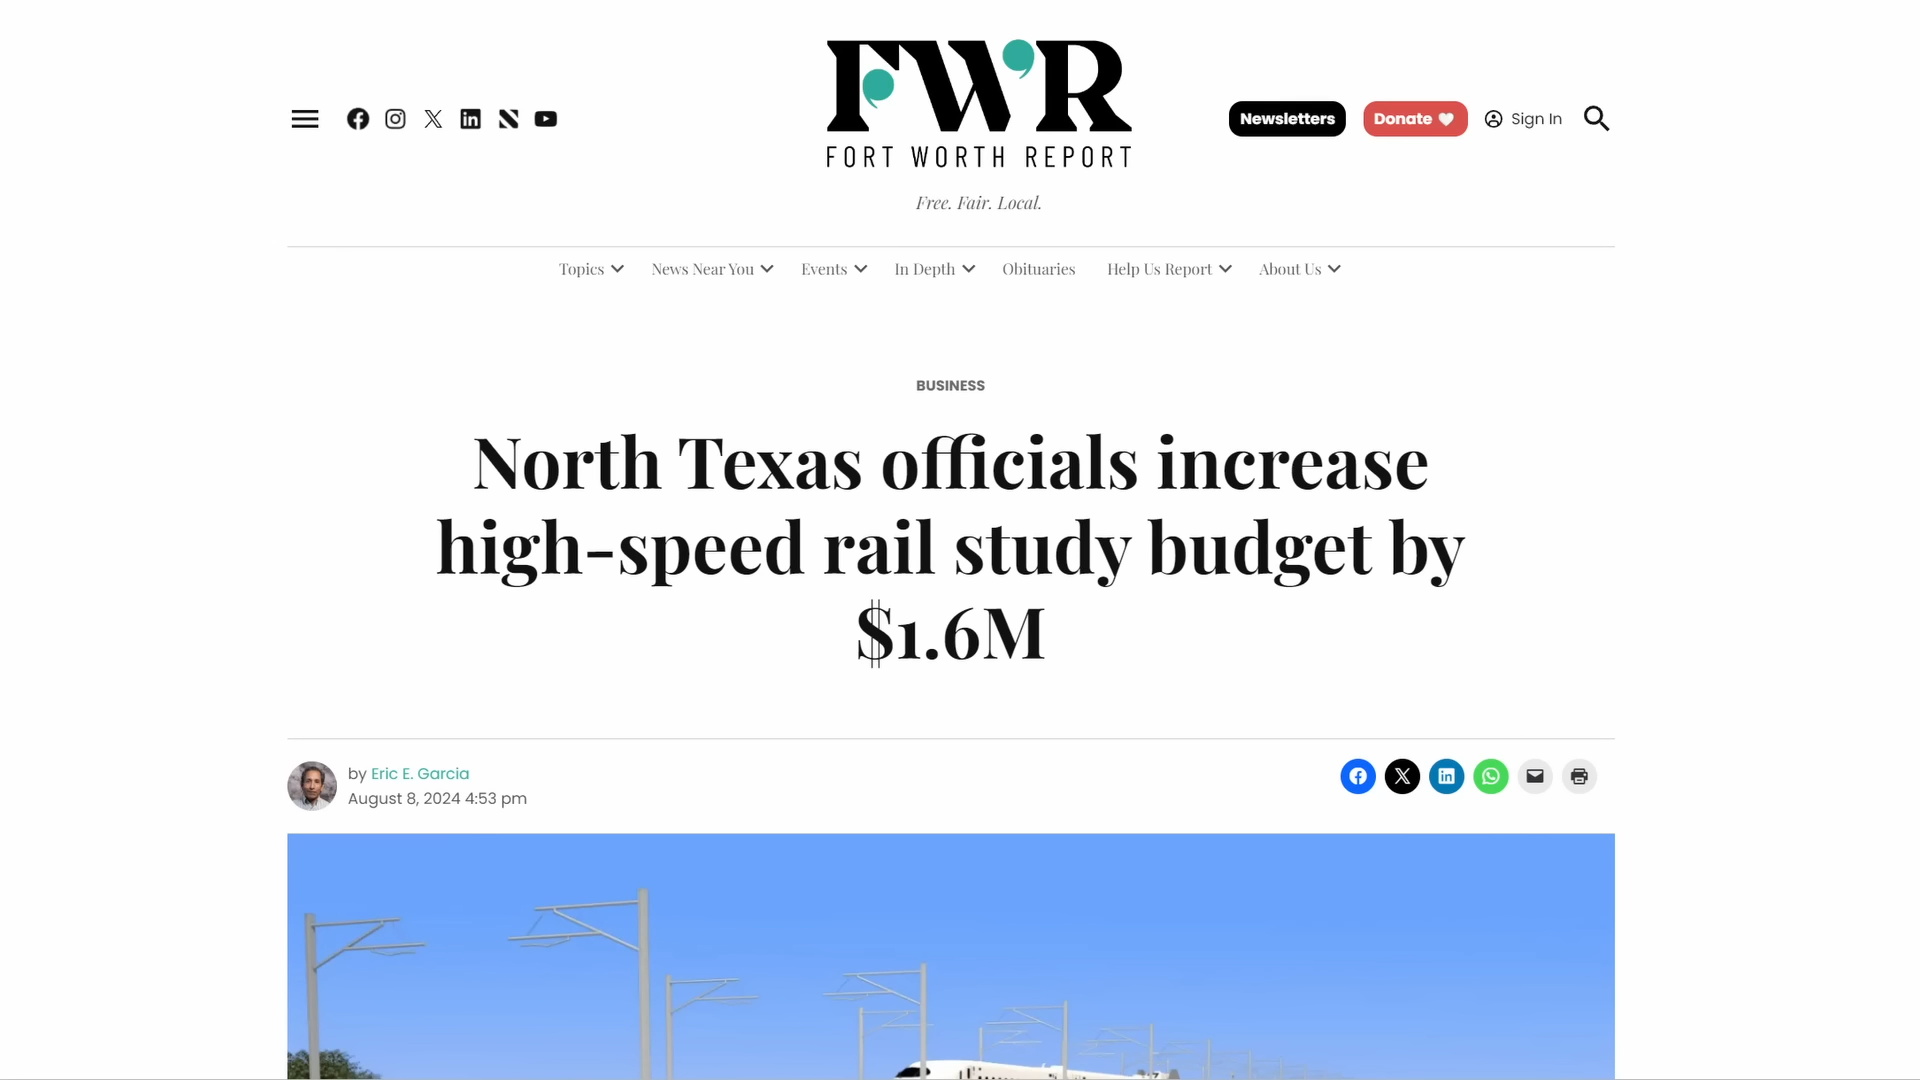 FWR
FORT WORTH REPORT
Newsletters
Donate
Sign In
Free. Fair. Local.
Topics
News Near You
Events
In Depth
Obituaries
Help Us Report
About Us
BUSINESS
North Texas officials increase
high-speed rail study budget by
$1.6M
by Eric E. Garcia
August 8, 2024 4:53 pm